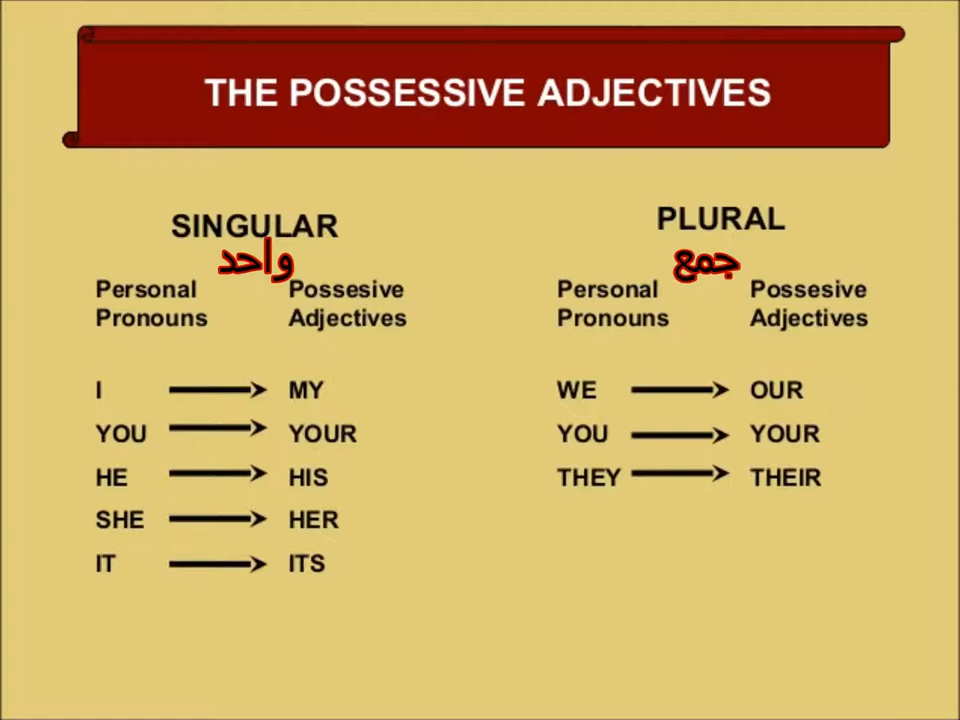 THE POSSESSIVE ADJECTIVES
SINGULAR
واحد
Personal Pronouns
Possesive Adjectives
I MY
YOU YOUR
HE HIS
SHE HER
IT ITS
PLURAL
جمع
Personal Pronouns
Possesive Adjectives
WE OUR
YOU YOUR
THEY THEIR